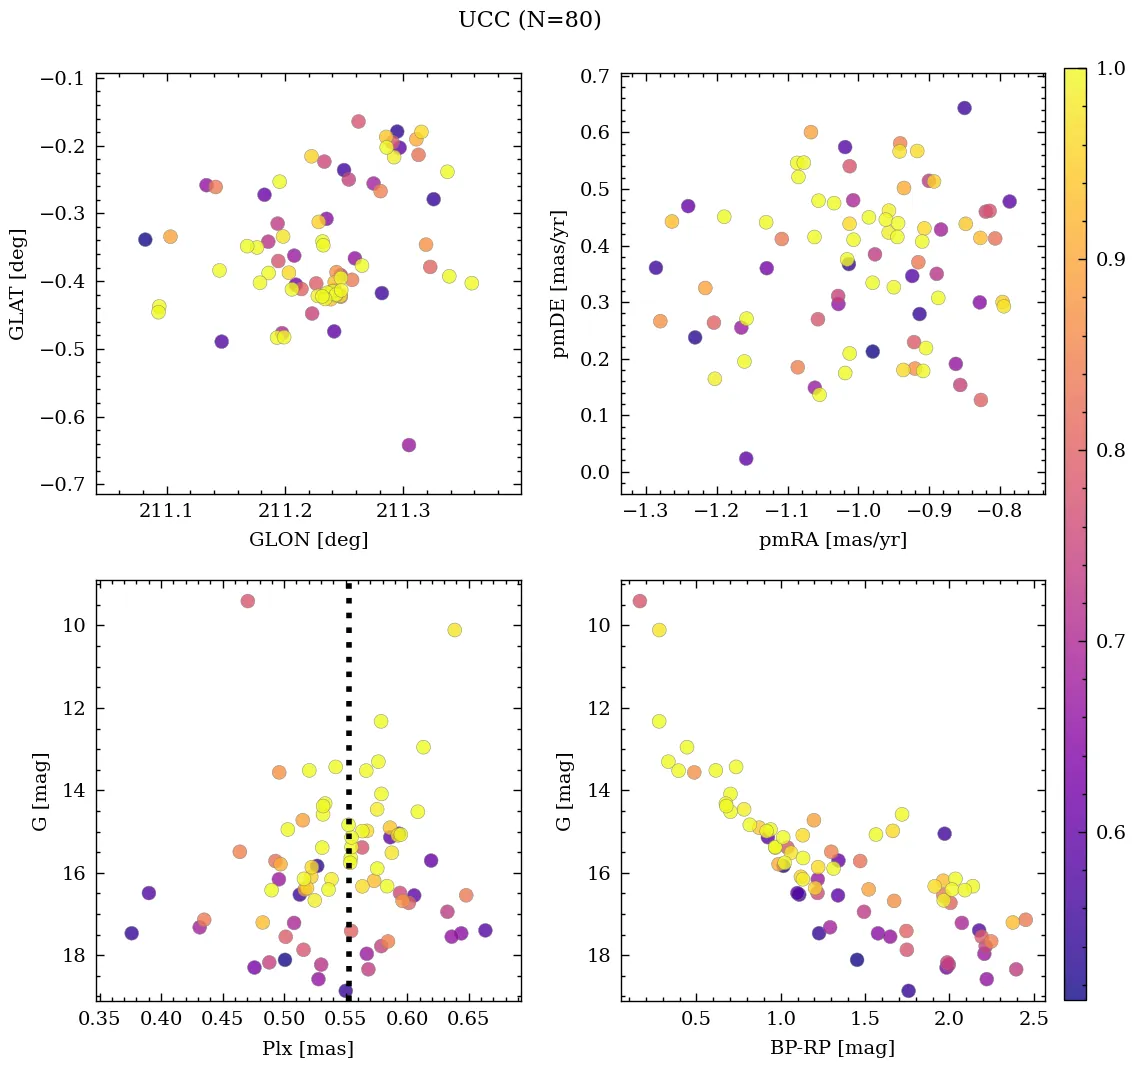 UCC (N=80)
−0.1
−0.2
−0.3
−0.4
−0.5
−0.6
−0.7
GLAT [deg]
211.1 211.2 211.3
GLON [deg]
0.7
0.6
0.5
0.4
0.3
0.2
0.1
0.0
pmDE [mas/yr]
−1.3 −1.2 −1.1 −1.0 −0.9 −0.8
pmRA [mas/yr]
10
12
14
16
18
G [mag]
0.35 0.40 0.45 0.50 0.55 0.60 0.65
Plx [mas]
10
12
14
16
18
G [mag]
0.5 1.0 1.5 2.0 2.5
BP-RP [mag]
1.0
0.9
0.8
0.7
0.6